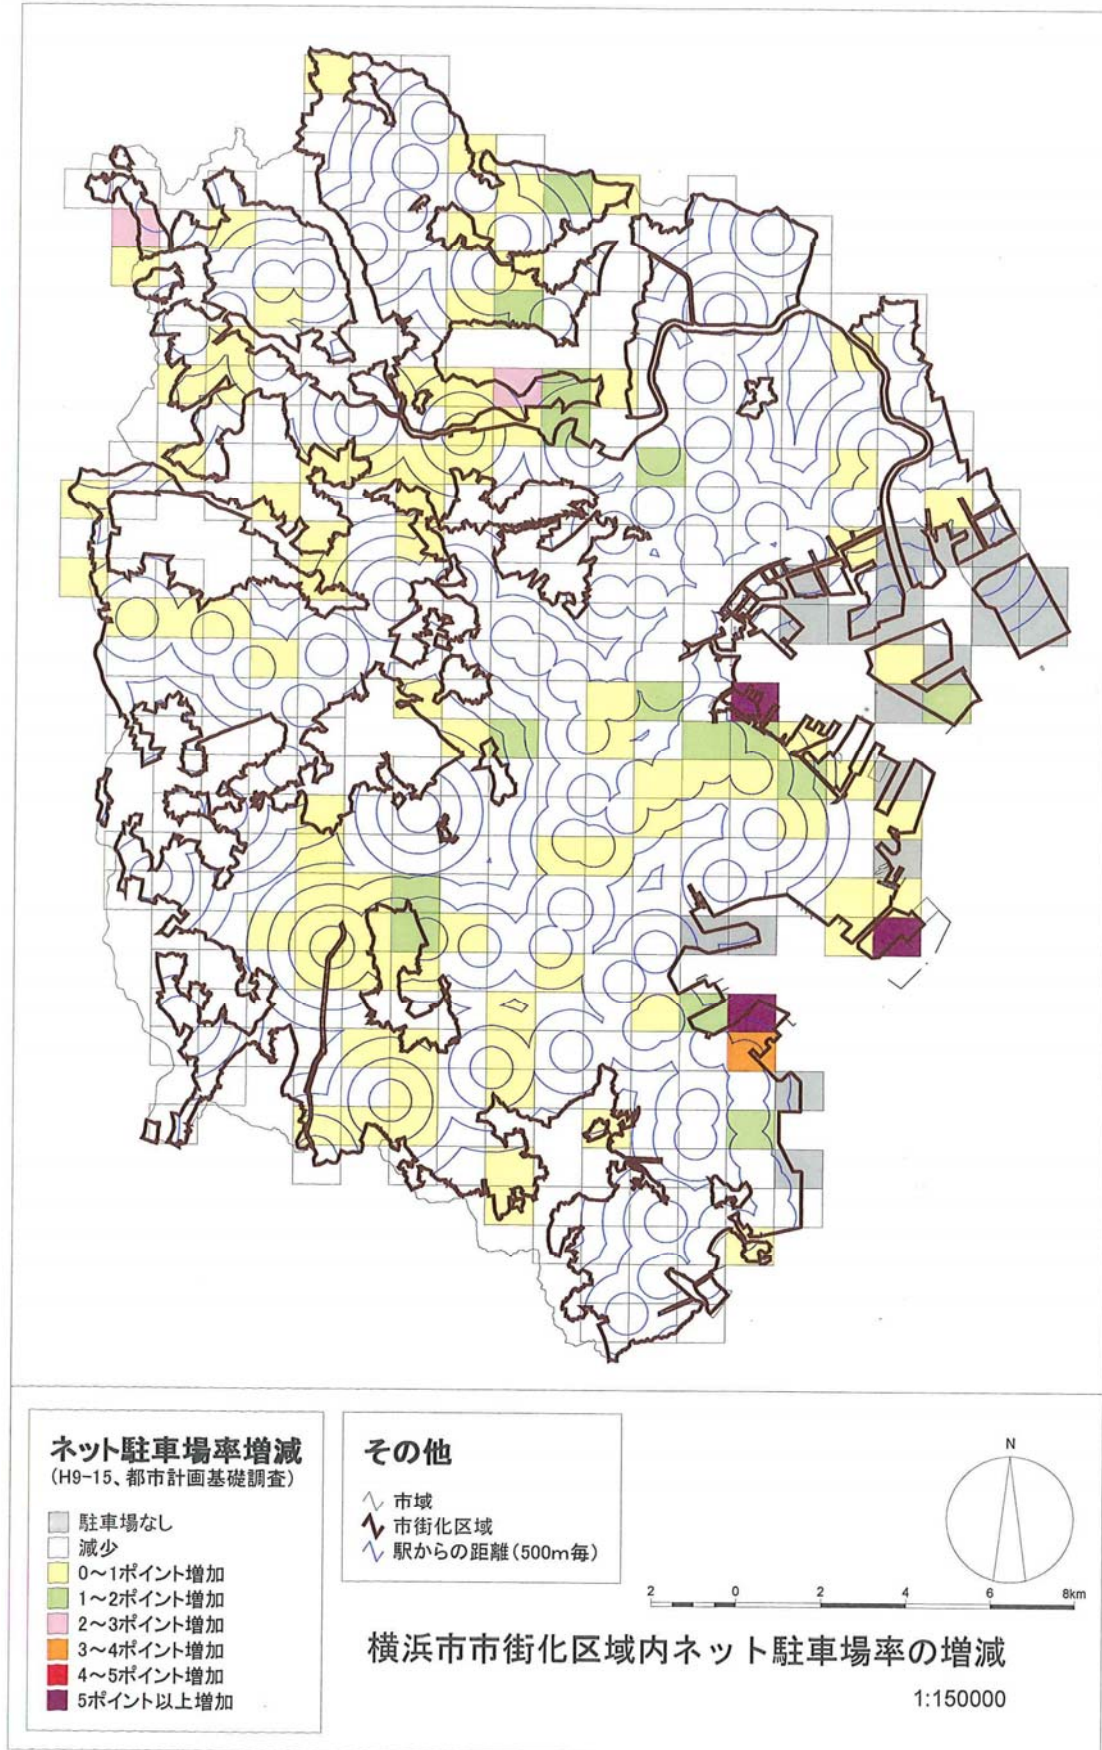 ネット駐車場率増減
(H9-15、都市計画基礎調査)
駐車場なし
減少
0～1ポイント増加
1～2ポイント増加
2～3ポイント増加
3～4ポイント増加
4～5ポイント増加
5ポイント以上増加
その他
市域
市街化区域
駅からの距離(500m毎)
N
2 0 2 4 6 8km
横浜市市街化区域内ネット駐車場率の増減
1:150000